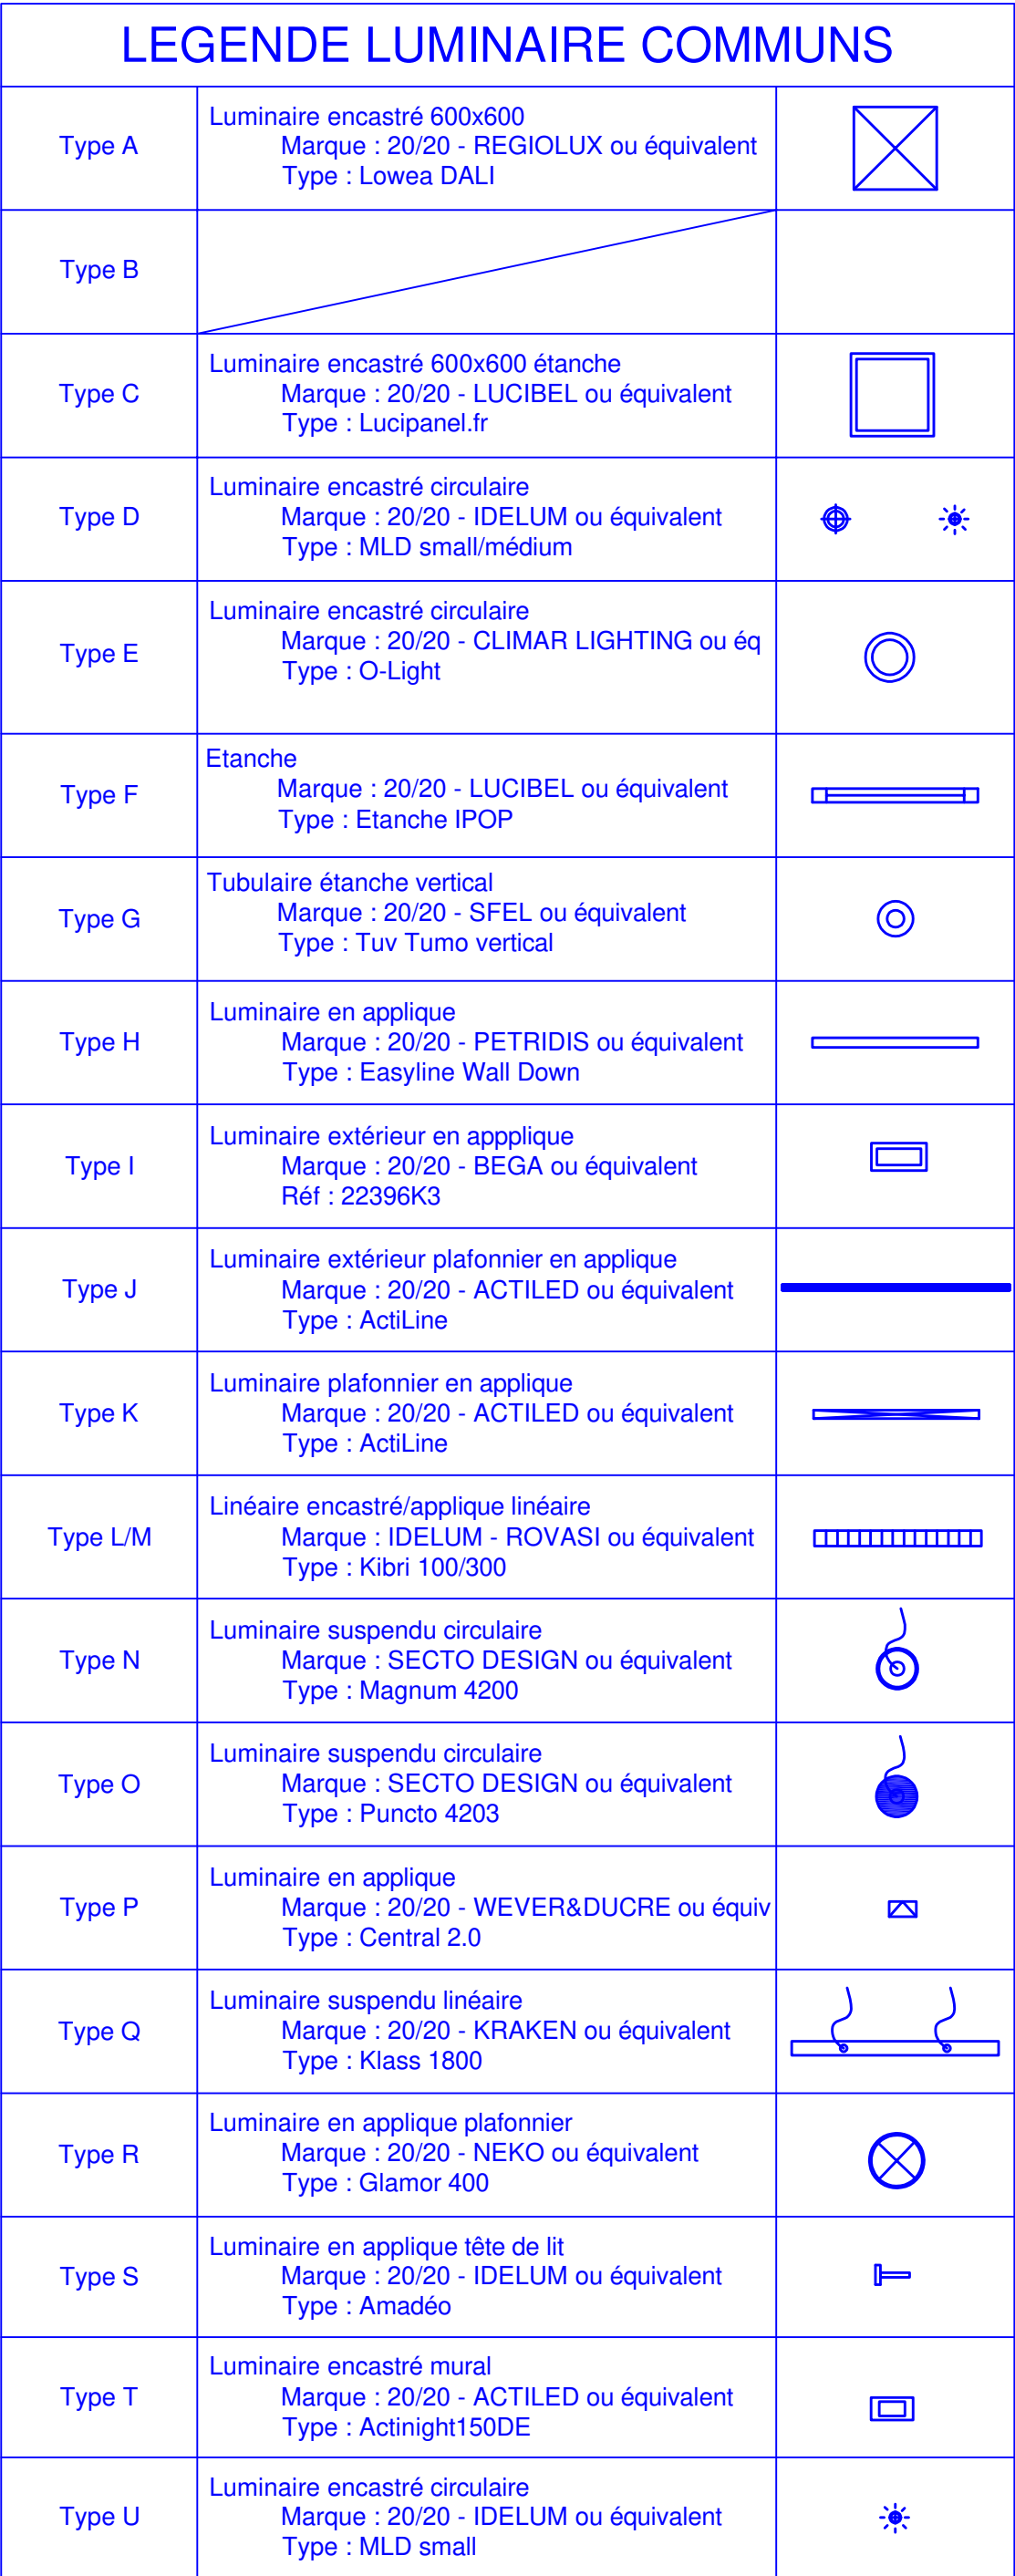 LEGENDE LUMINAIRE COMMUNS
Type A
Luminaire encastré 600x600
Marque : 20/20 - REGIOLUX ou équivalent
Type : Lowea DALI
Type B
Type C
Luminaire encastré 600x600 étanche
Marque : 20/20 - LUCIBEL ou équivalent
Type : Lucipanel.fr
Type D
Luminaire encastré circulaire
Marque : 20/20 - IDELUM ou équivalent
Type : MLD small/médium
Type E
Luminaire encastré circulaire
Marque : 20/20 - CLIMAR LIGHTING ou éq
Type : O-Light
Type F
Etanche
Marque : 20/20 - LUCIBEL ou équivalent
Type : Etanche IPOP
Type G
Tubulaire étanche vertical
Marque : 20/20 - SFEL ou équivalent
Type : Tuv Tumo vertical
Type H
Luminaire en applique
Marque : 20/20 - PETRIDIS ou équivalent
Type : Easyline Wall Down
Type I
Luminaire extérieur en appplique
Marque : 20/20 - BEGA ou équivalent
Réf : 22396K3
Type J
Luminaire extérieur plafonnier en applique
Marque : 20/20 - ACTILED ou équivalent
Type : ActiLine
Type K
Luminaire plafonnier en applique
Marque : 20/20 - ACTILED ou équivalent
Type : ActiLine
Type L/M
Linéaire encastré/applique linéaire
Marque : IDELUM - ROVASI ou équivalent
Type : Kibri 100/300
Type N
Luminaire suspendu circulaire
Marque : SECTO DESIGN ou équivalent
Type : Magnum 4200
Type O
Luminaire suspendu circulaire
Marque : SECTO DESIGN ou équivalent
Type : Puncto 4203
Type P
Luminaire en applique
Marque : 20/20 - WEVER&DUCRE ou équiv
Type : Central 2.0
Type Q
Luminaire suspendu linéaire
Marque : 20/20 - KRAKEN ou équivalent
Type : Klass 1800
Type R
Luminaire en applique plafonnier
Marque : 20/20 - NEKO ou équivalent
Type : Glamor 400
Type S
Luminaire en applique tête de lit
Marque : 20/20 - IDELUM ou équivalent
Type : Amadéo
Type T
Luminaire encastré mural
Marque : 20/20 - ACTILED ou équivalent
Type : Actinight150DE
Type U
Luminaire encastré circulaire
Marque : 20/20 - IDELUM ou équivalent
Type : MLD small